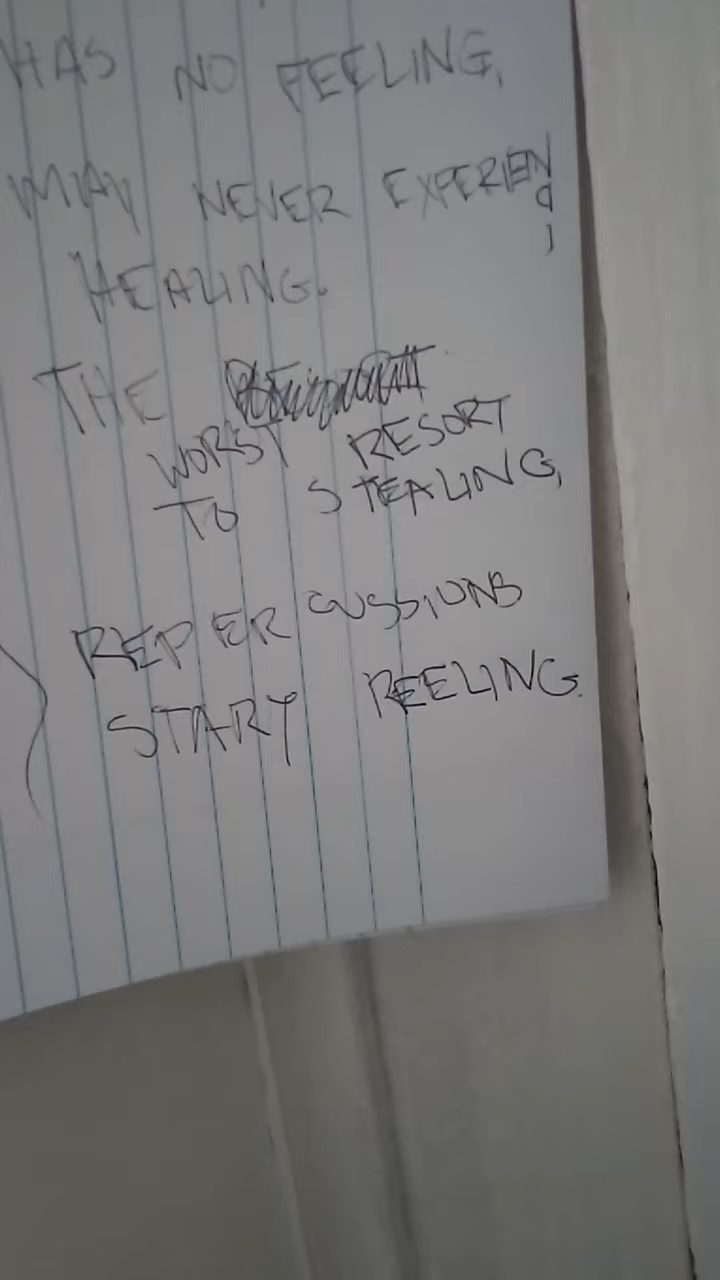 HAS NO FEELING,
MAY NEVER EXPERIEN
HEALING.
THE
WORST RESORT
TO STEALING,
REPERCUSSIONS
START REELING.